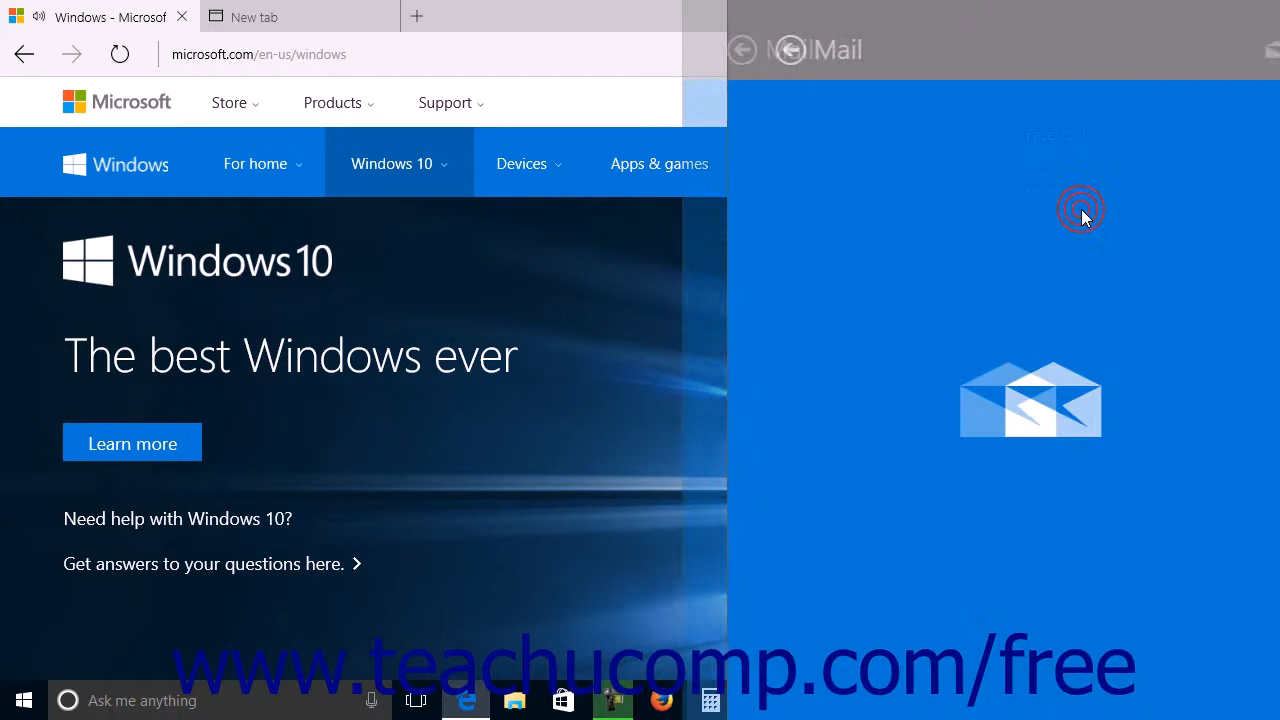 Windows - Microsof
New tab
microsoft.com/en-us/windows
Mail
Mail
Microsoft
Store
Products
Support
Windows
For home
Windows 10
Devices
Apps & games
Windows 10
The best Windows ever
Learn more
Need help with Windows 10?
Get answers to your questions here.
www.teachucomp.com/free
Ask me anything